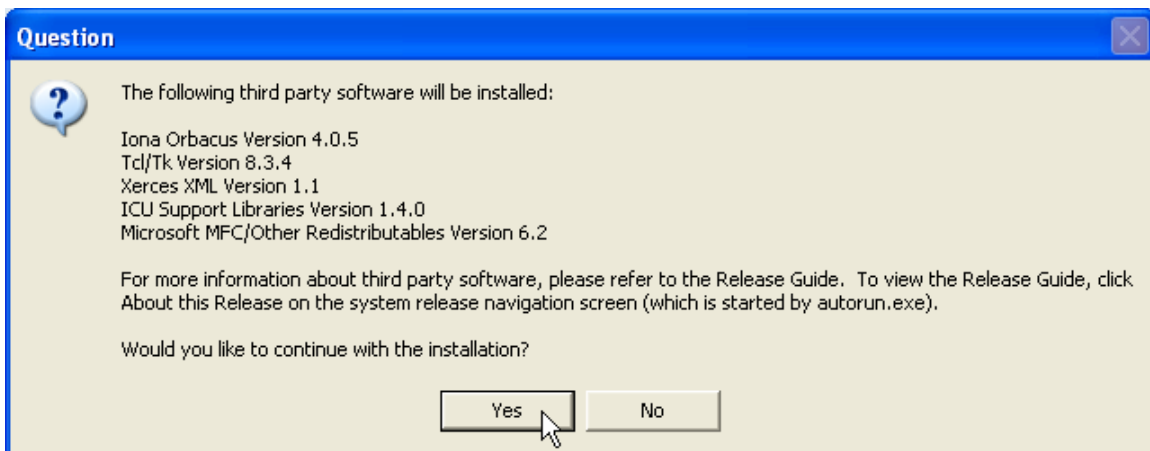 Question
The following third party software will be installed:
Iona Orbacus Version 4.0.5
Tcl/Tk Version 8.3.4
Xerces XML Version 1.1
ICU Support Libraries Version 1.4.0
Microsoft MFC/Other Redistributables Version 6.2
For more information about third party software, please refer to the Release Guide.  To view the Release Guide, click
About this Release on the system release navigation screen (which is started by autorun.exe).
Would you like to continue with the installation?
Yes No